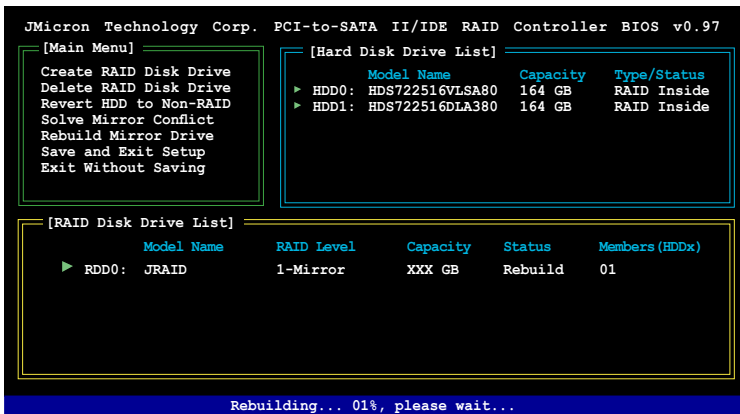 JMicron Technology Corp. PCI-to-SATA II/IDE RAID Controller BIOS v0.97
[Main Menu]
Create RAID Disk Drive
Delete RAID Disk Drive
Revert HDD to Non-RAID
Solve Mirror Conflict
Rebuild Mirror Drive
Save and Exit Setup
Exit Without Saving
[Hard Disk Drive List]
Model Name Capacity Type/Status
HDD0: HDS722516VLSA80 164 GB RAID Inside
HDD1: HDS722516DLA380 164 GB RAID Inside
[RAID Disk Drive List]
Model Name RAID Level Capacity Status Members(HDDx)
RDD0: JRAID 1-Mirror XXX GB Rebuild 01
Rebuilding... 01%, please wait...